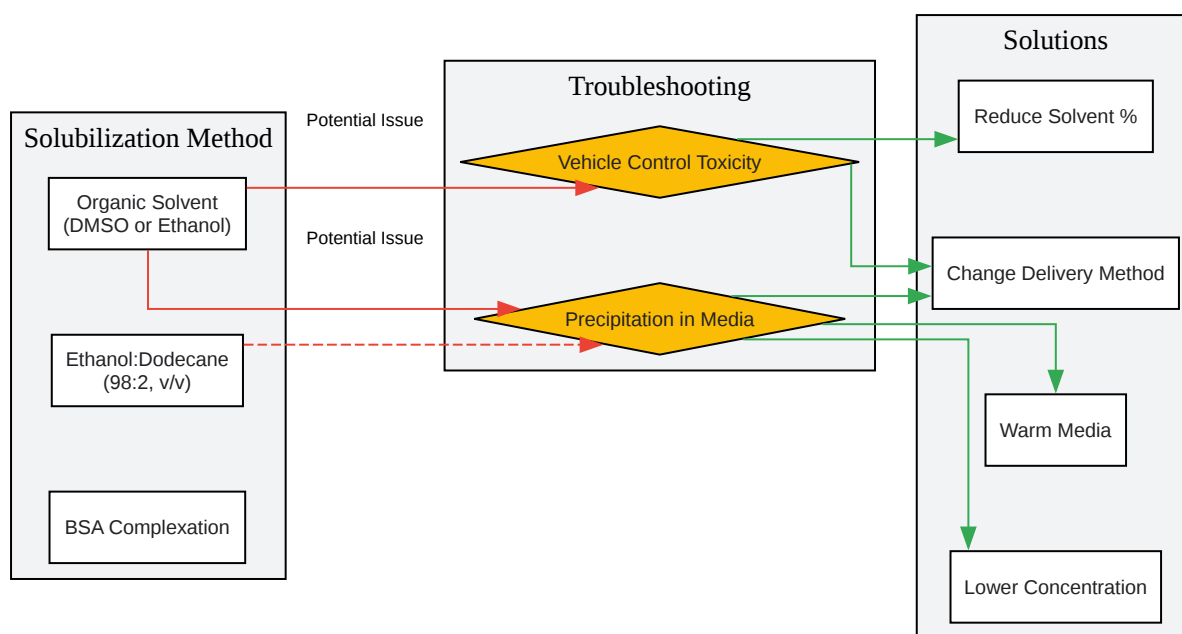 Solubilization Method
Organic Solvent
(DMSO or Ethanol)
Ethanol:Dodecane
(98:2, v/v)
BSA Complexation
Potential Issue
Potential Issue
Troubleshooting
Vehicle Control Toxicity
Precipitation in Media
Solutions
Reduce Solvent %
Change Delivery Method
Warm Media
Lower Concentration